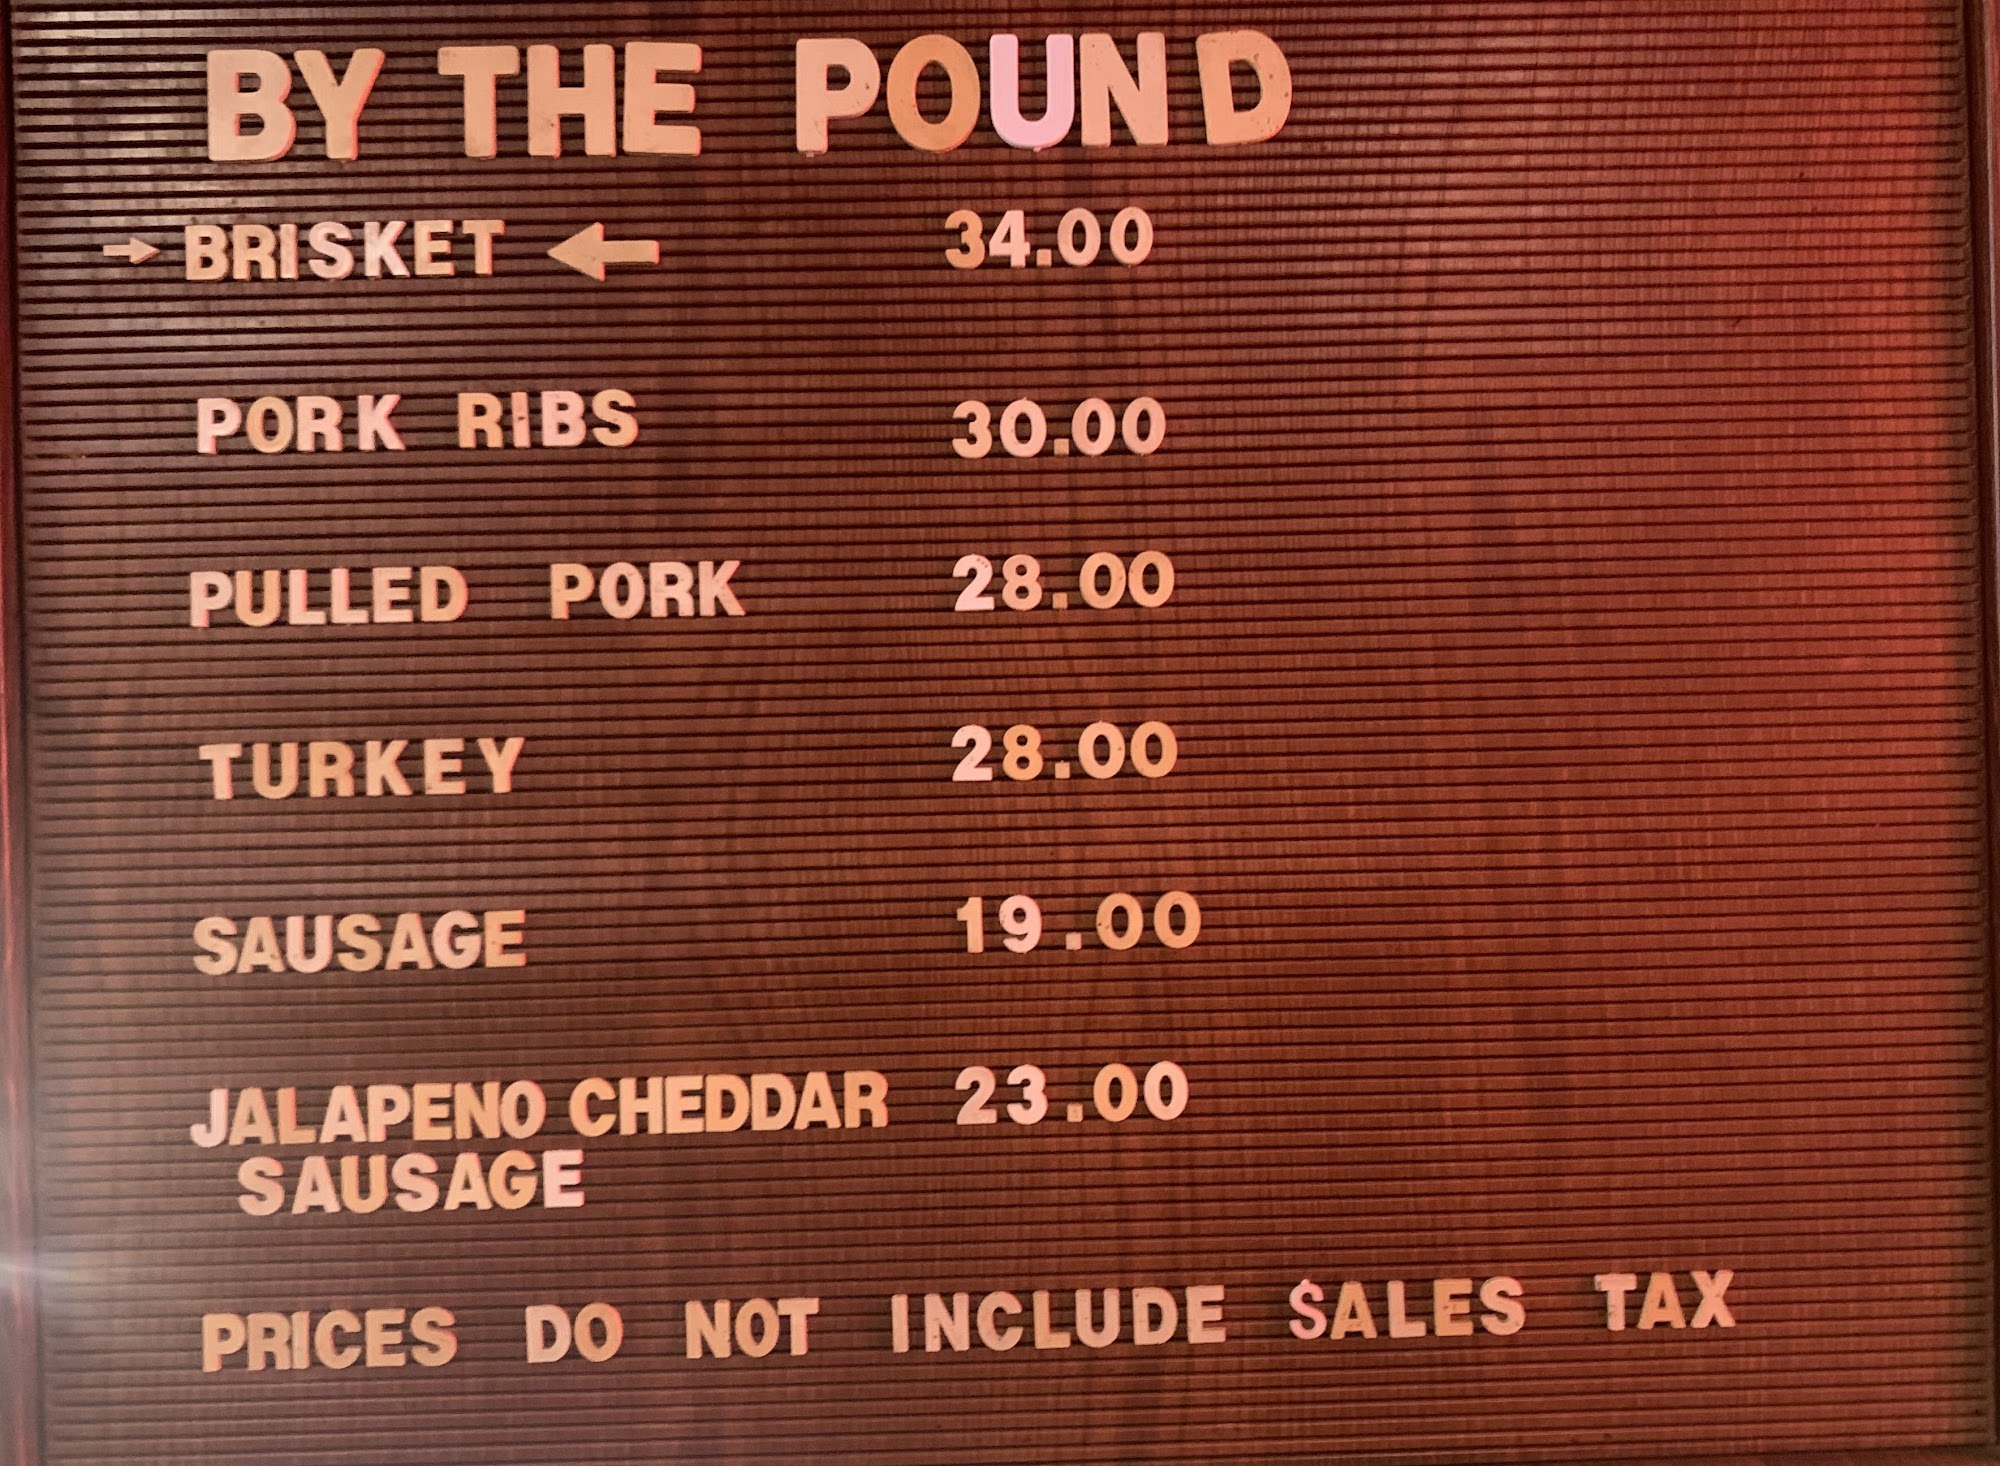 BY THE POUND
→ BRISKET ← 34.00
PORK RIBS 30.00
PULLED PORK 28.00
TURKEY 28.00
SAUSAGE 19.00
JALAPENO CHEDDAR 23.00
SAUSAGE
PRICES DO NOT INCLUDE $ALES TAX